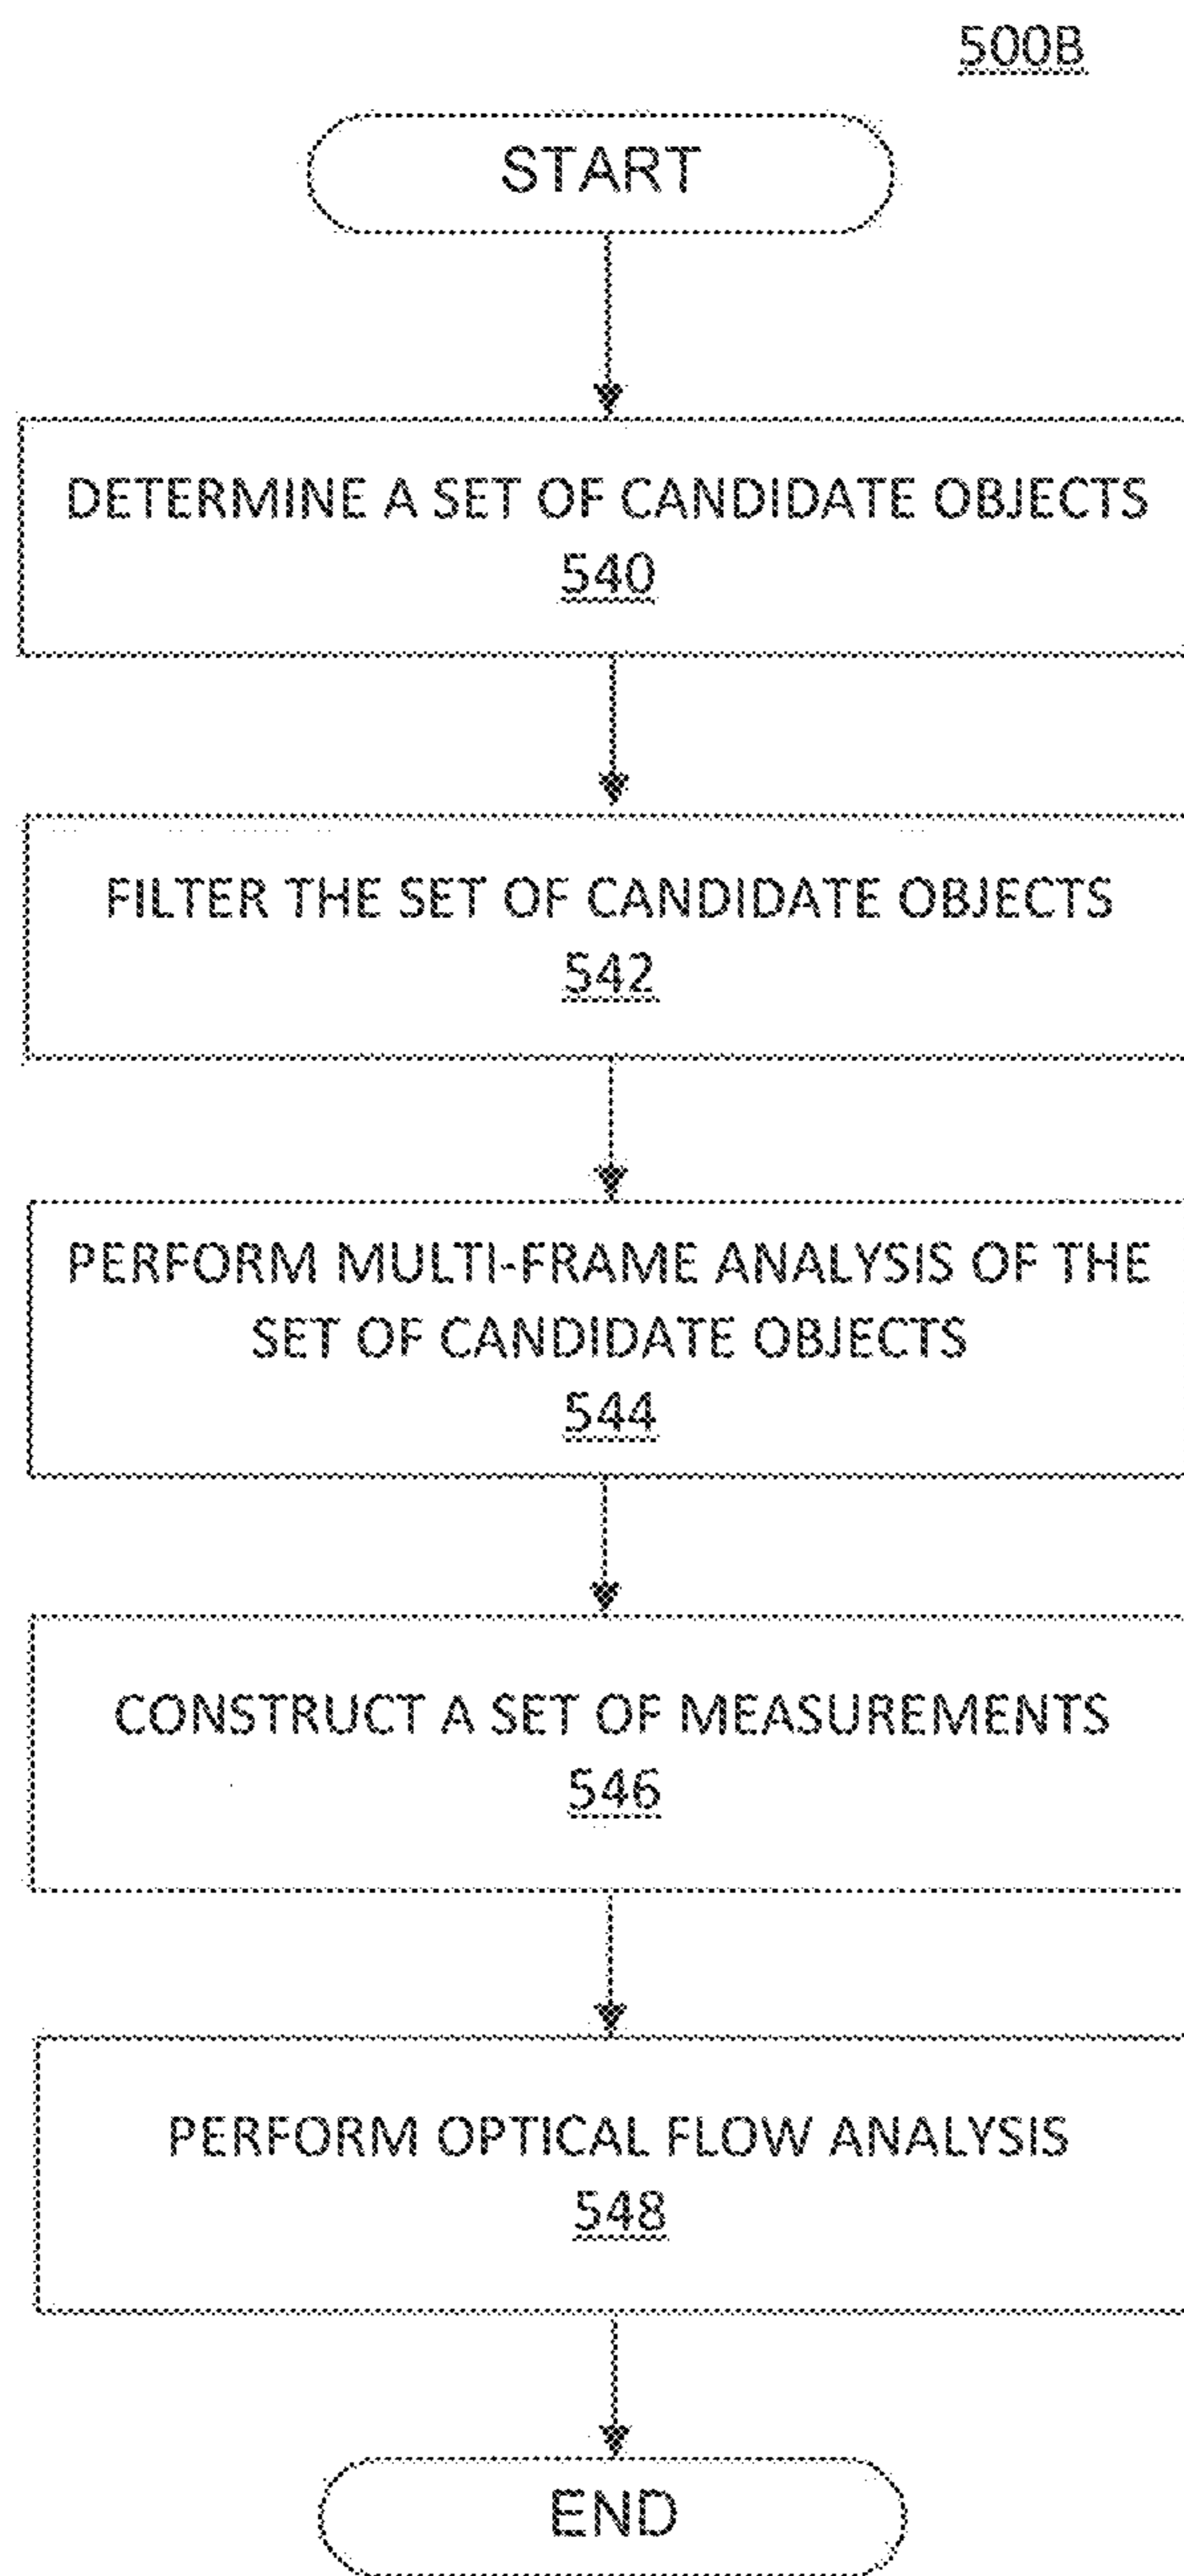 500B
START
DETERMINE A SET OF CANDIDATE OBJECTS
540
FILTER THE SET OF CANDIDATE OBJECTS
542
PERFORM MULTI-FRAME ANALYSIS OF THE
SET OF CANDIDATE OBJECTS
544
CONSTRUCT A SET OF MEASUREMENTS
546
PERFORM OPTICAL FLOW ANALYSIS
548
END